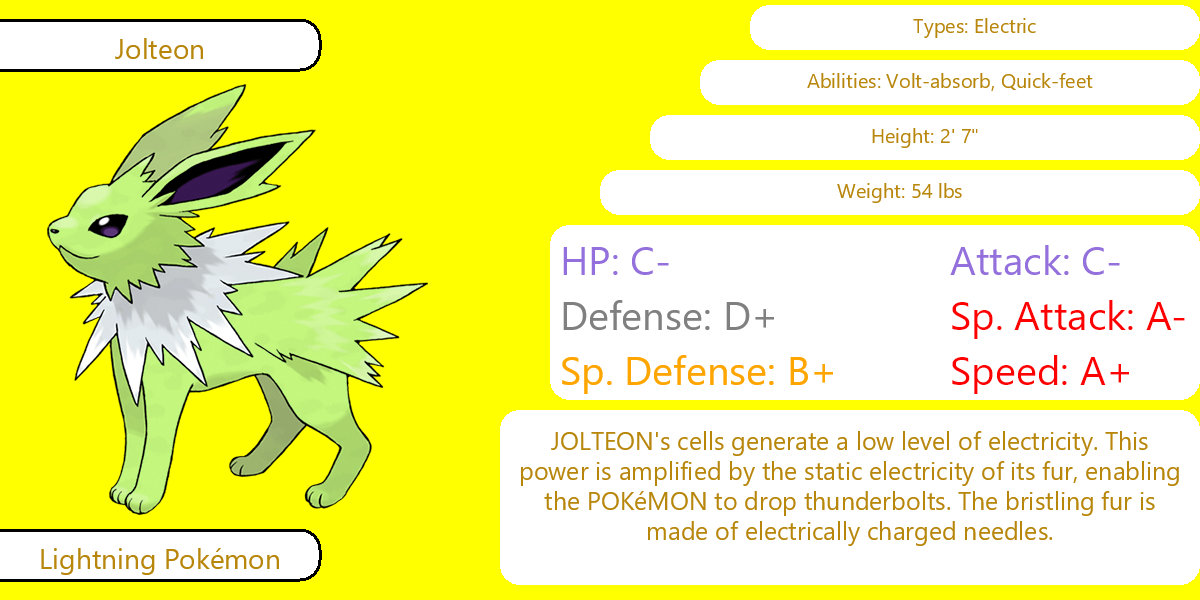 Jolteon
Types: Electric
Abilities: Volt-absorb, Quick-feet
Height: 2' 7"
Weight: 54 lbs
HP: C-
Attack: C-
Defense: D+
Sp. Attack: A-
Sp. Defense: B+
Speed: A+
JOLTEON's cells generate a low level of electricity. This
power is amplified by the static electricity of its fur, enabling
the POKéMON to drop thunderbolts. The bristling fur is
made of electrically charged needles.
Lightning Pokémon